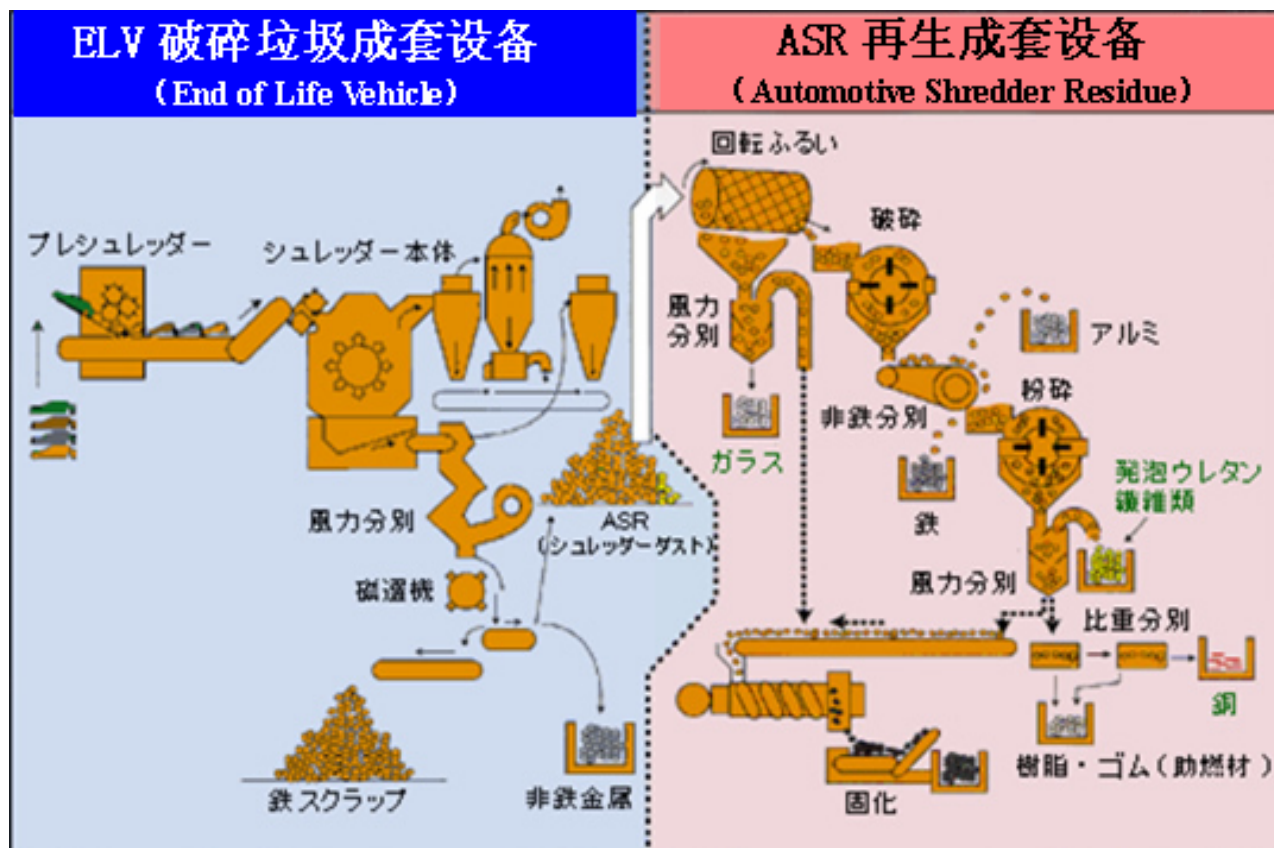 ELV 破碎垃圾成套设备
(End of Life Vehicle)
プレシュレッダー
シュレッダー本体
風力分別
磁選機
ASR
(シュレッダーダスト)
鉄スクラップ
非鉄金属
ASR 再生成套设备
(Automotive Shredder Residue)
回転ふるい
破砕
風力
分別
アルミ
ガラス
非鉄分別
粉砕
鉄
発泡ウレタン
繊維類
風力分別
比重分別
銅
樹脂・ゴム(助燃材)
固化